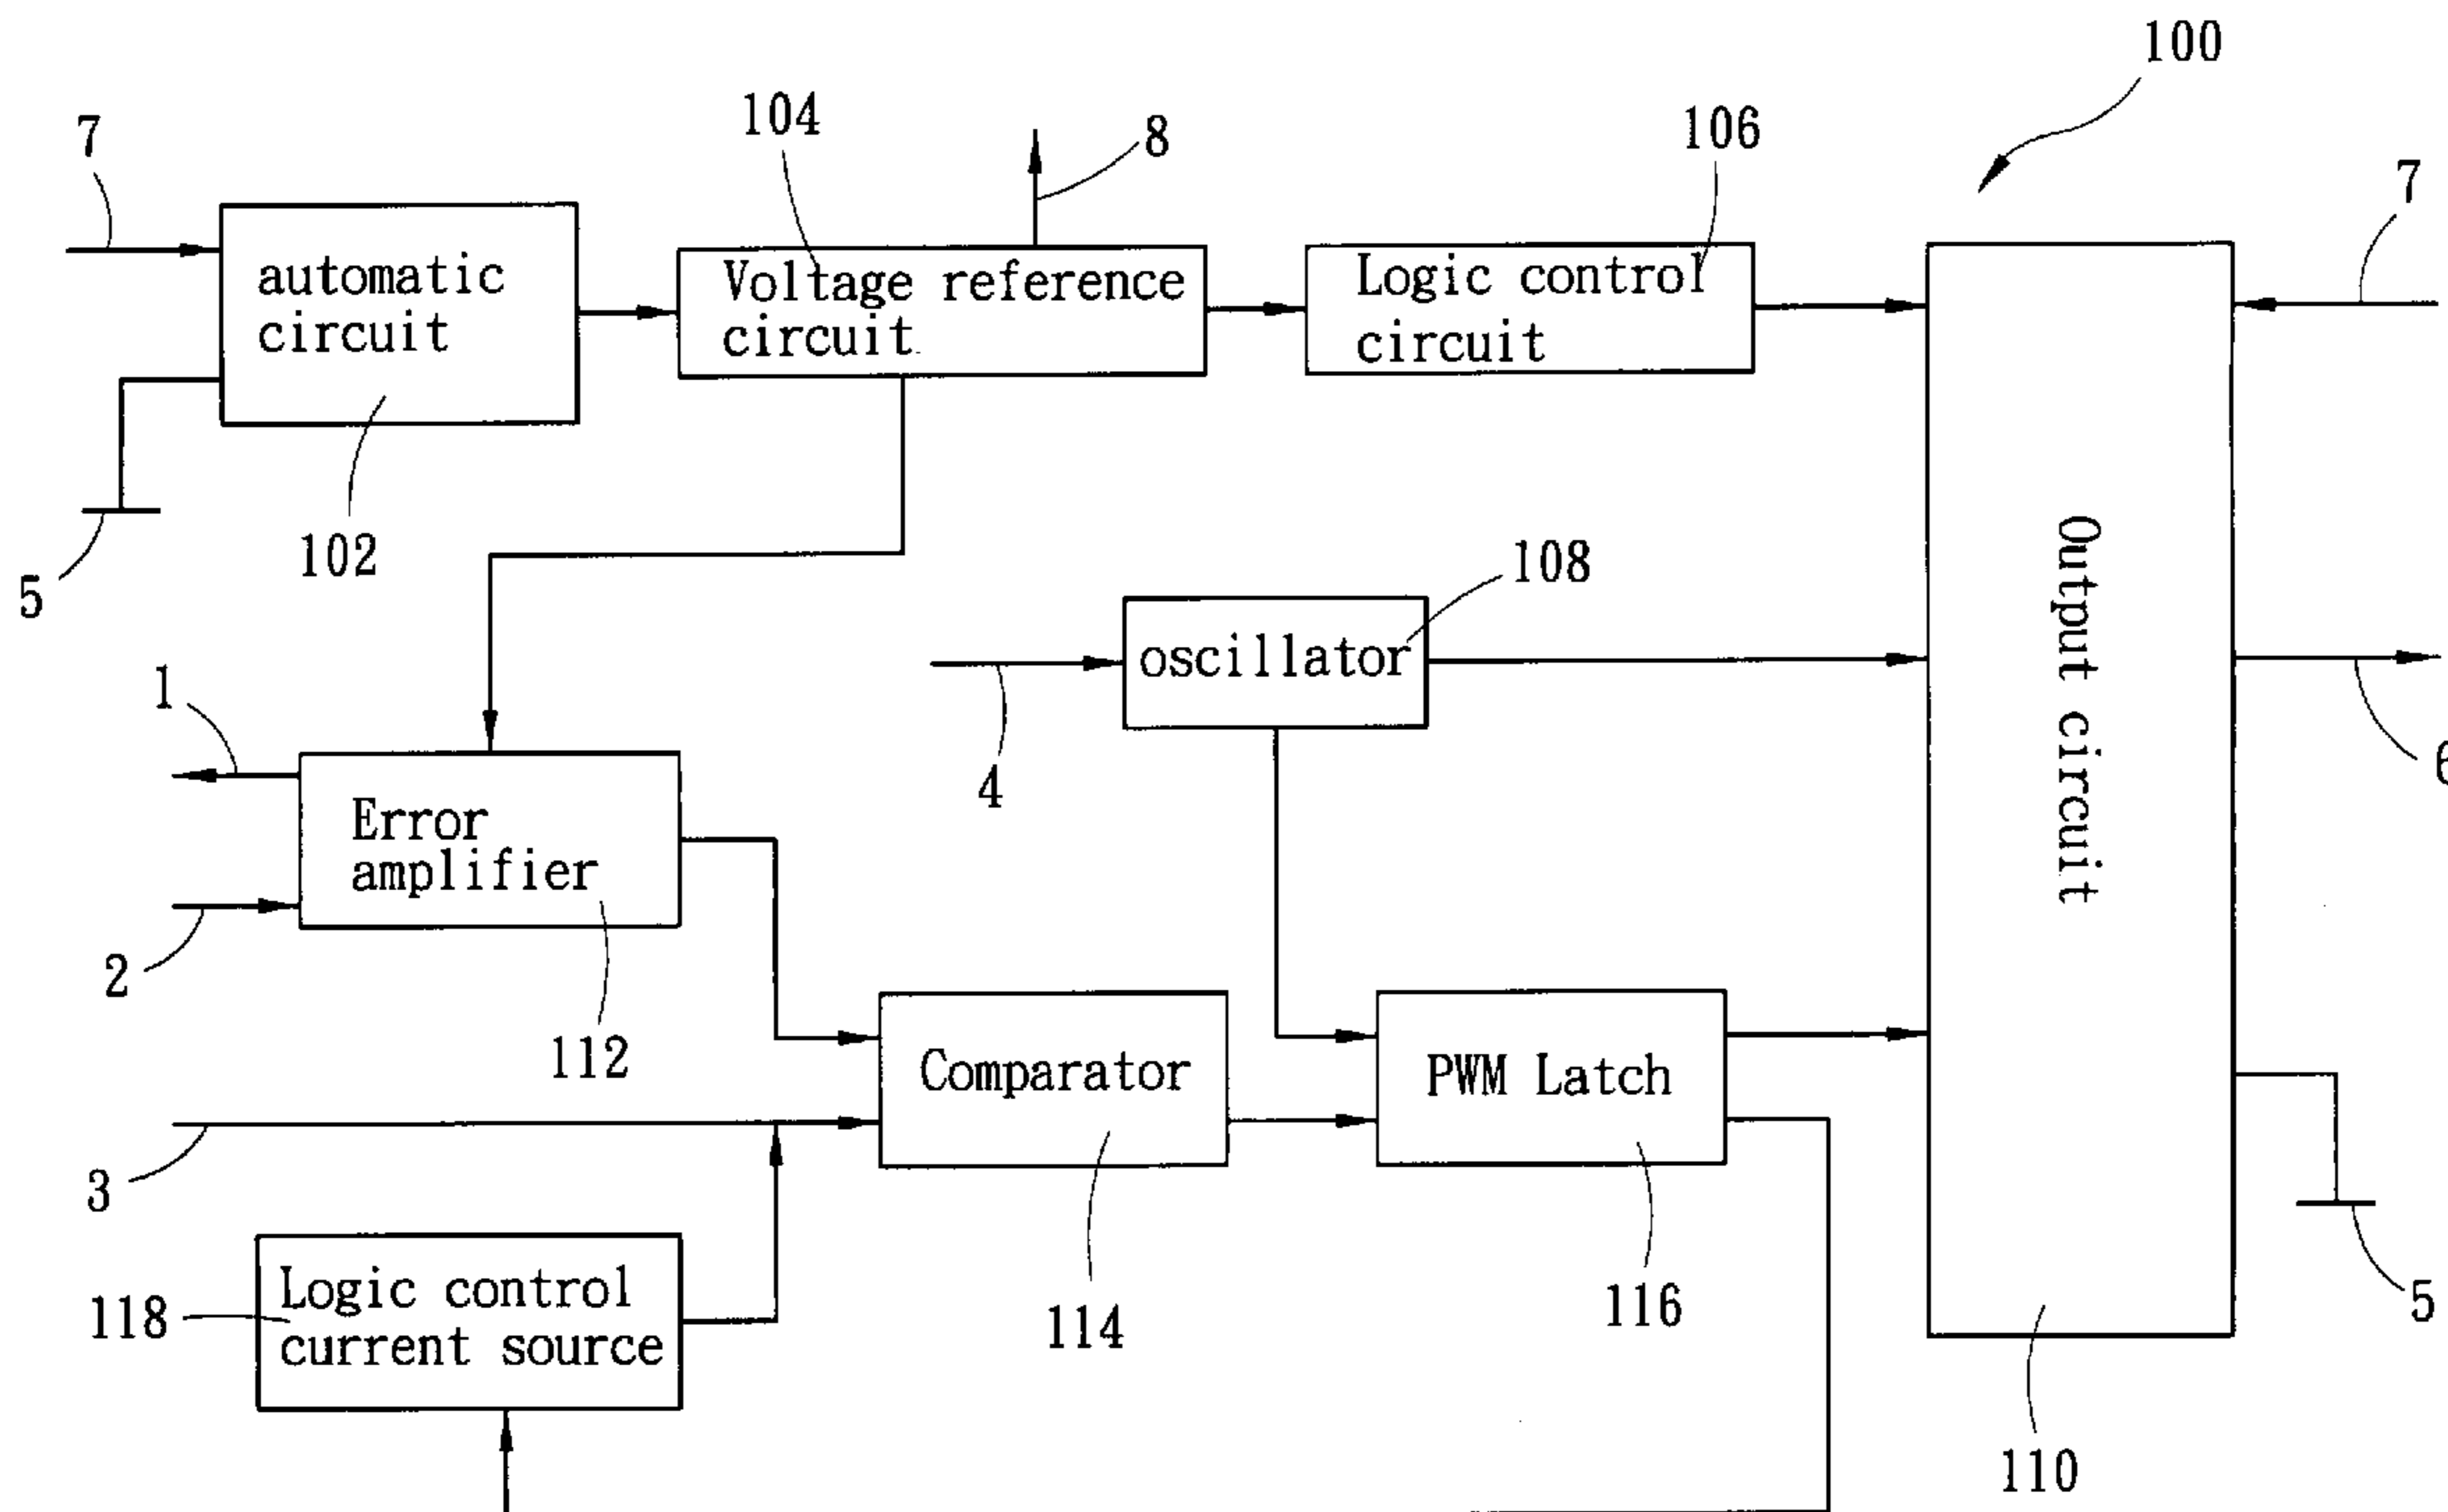 100
7
104
8
106
7
automatic
circuit
Voltage reference
circuit
Logic control
circuit
102
5
108
oscillator
4
Output circuit
6
1
Error
amplifier
2
112
Comparator
PWM Latch
3
114
116
5
118
Logic control
current source
110